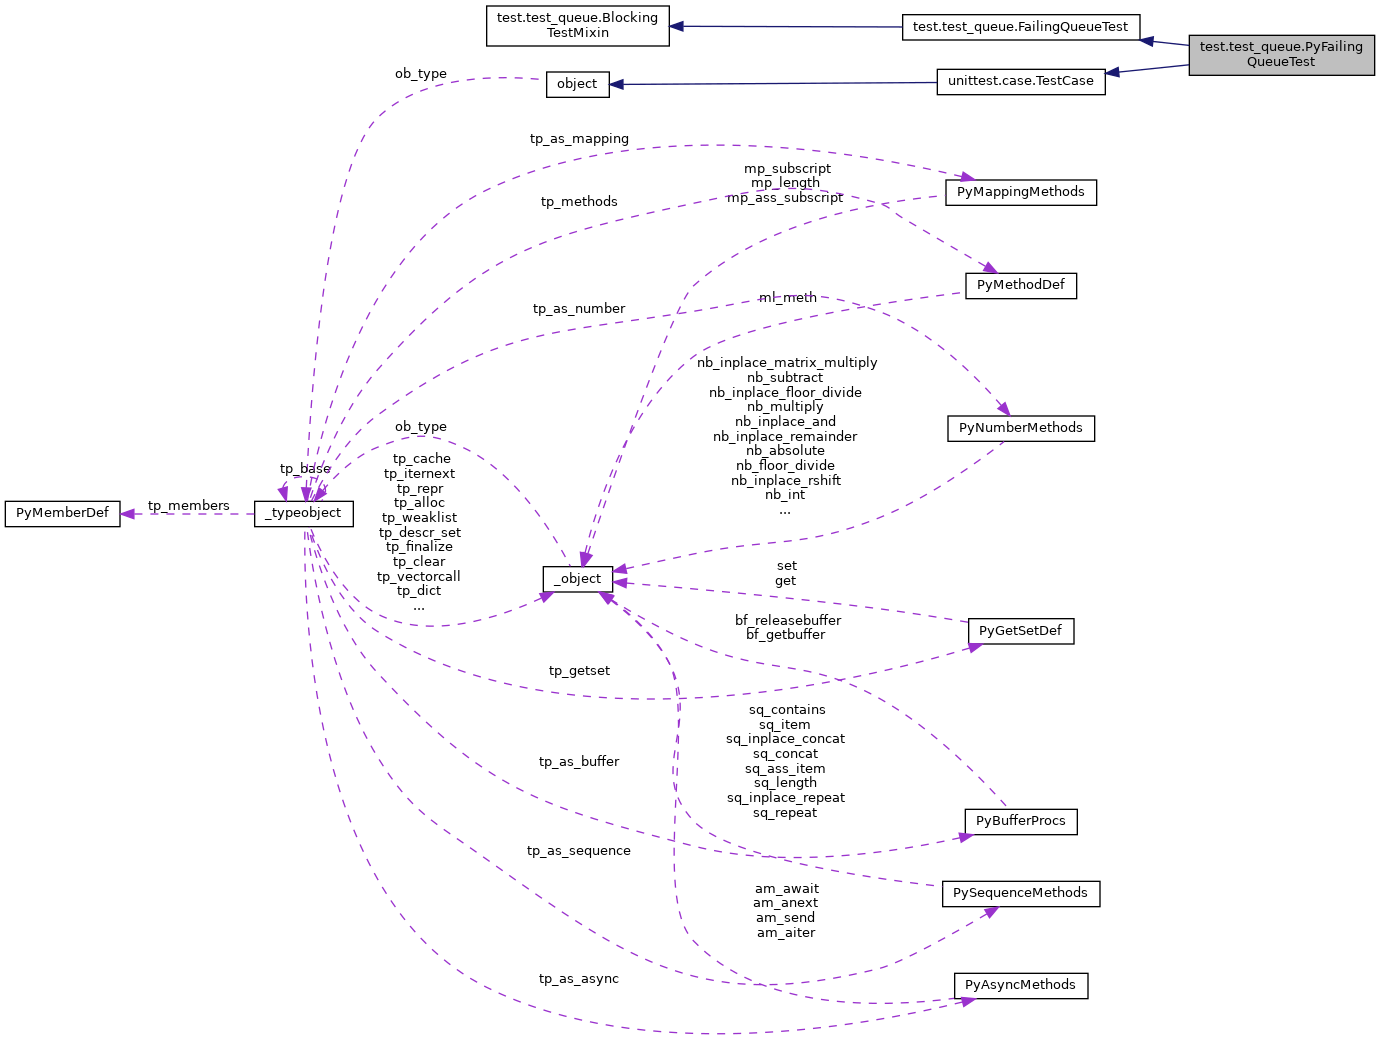 test.test_queue.Blocking
TestMixin
test.test_queue.FailingQueueTest
test.test_queue.PyFailing
QueueTest
ob_type
object
unittest.case.TestCase
tp_as_mapping
mp_subscript
mp_length
mp_ass_subscript
PyMappingMethods
tp_methods
PyMethodDef
ml_meth
tp_as_number
nb_inplace_matrix_multiply
nb_subtract
nb_inplace_floor_divide
nb_multiply
nb_inplace_and
nb_inplace_remainder
nb_absolute
nb_floor_divide
nb_inplace_rshift
nb_int
...
PyNumberMethods
ob_type
tp_base
tp_cache
tp_iternext
tp_repr
tp_alloc
tp_weaklist
tp_descr_set
tp_finalize
tp_clear
tp_vectorcall
tp_dict
...
PyMemberDef
tp_members
_typeobject
_object
set
get
PyGetSetDef
bf_releasebuffer
bf_getbuffer
tp_getset
sq_contains
sq_item
sq_inplace_concat
sq_concat
sq_ass_item
sq_length
sq_inplace_repeat
sq_repeat
tp_as_buffer
PyBufferProcs
tp_as_sequence
PySequenceMethods
am_await
am_anext
am_send
am_aiter
tp_as_async
PyAsyncMethods